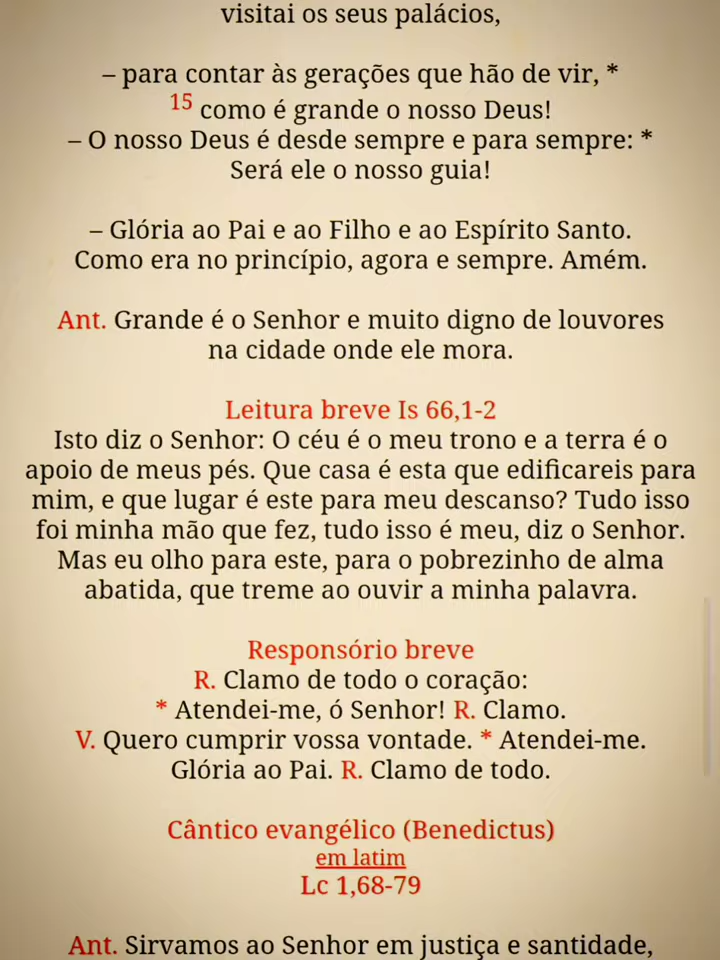 visitai os seus palácios,
– para contar às gerações que hão de vir, *
15 como é grande o nosso Deus!
– O nosso Deus é desde sempre e para sempre: *
Será ele o nosso guia!
– Glória ao Pai e ao Filho e ao Espírito Santo.
Como era no princípio, agora e sempre. Amém.
Ant. Grande é o Senhor e muito digno de louvores
na cidade onde ele mora.
Leitura breve Is 66,1-2
Isto diz o Senhor: O céu é o meu trono e a terra é o
apoio de meus pés. Que casa é esta que edificareis para
mim, e que lugar é este para meu descanso? Tudo isso
foi minha mão que fez, tudo isso é meu, diz o Senhor.
Mas eu olho para este, para o pobrezinho de alma
abatida, que treme ao ouvir a minha palavra.
Responsório breve
R. Clamo de todo o coração:
* Atendei-me, ó Senhor! R. Clamo.
V. Quero cumprir vossa vontade. * Atendei-me.
Glória ao Pai. R. Clamo de todo.
Cântico evangélico (Benedictus)
em latim
Lc 1,68-79
Ant. Sirvamos ao Senhor em justiça e santidade,